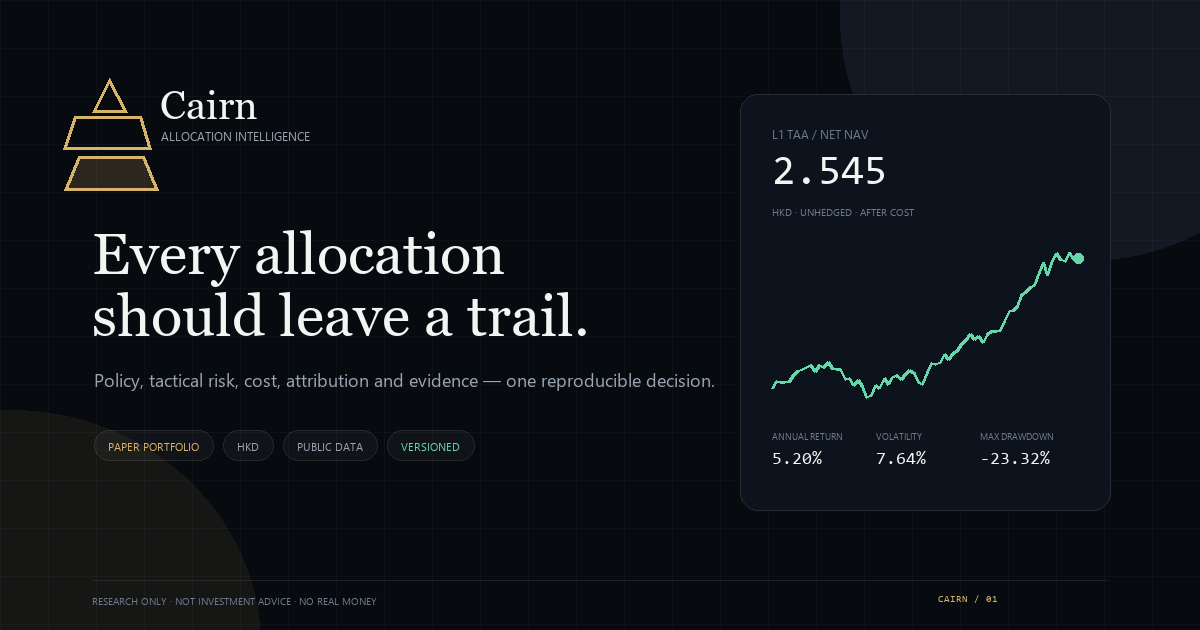 Cairn
ALLOCATION INTELLIGENCE
Every allocation
should leave a trail.
Policy, tactical risk, cost, attribution and evidence — one reproducible decision.
PAPER PORTFOLIO
HKD
PUBLIC DATA
VERSIONED
L1 TAA / NET NAV
2.545
HKD · UNHEDGED · AFTER COST
ANNUAL RETURN
VOLATILITY
MAX DRAWDOWN
5.20%
7.64%
-23.32%
RESEARCH ONLY · NOT INVESTMENT ADVICE · NO REAL MONEY
CAIRN / 01